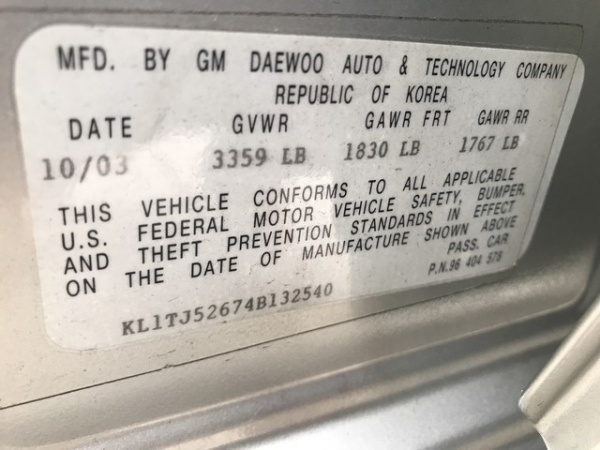 MFD. BY GM DAEWOO AUTO & TECHNOLOGY COMPANY
REPUBLIC OF KOREA
DATE GVWR GAWR FRT GAWR RR
10/03 3359 LB 1830 LB 1767 LB
THIS VEHICLE CONFORMS TO ALL APPLICABLE
U.S. FEDERAL MOTOR VEHICLE SAFETY, BUMPER,
AND THEFT PREVENTION STANDARDS IN EFFECT
ON THE DATE OF MANUFACTURE SHOWN ABOVE
PASS. CAR
P.N.96 404 578
KL1TJ52674B132540